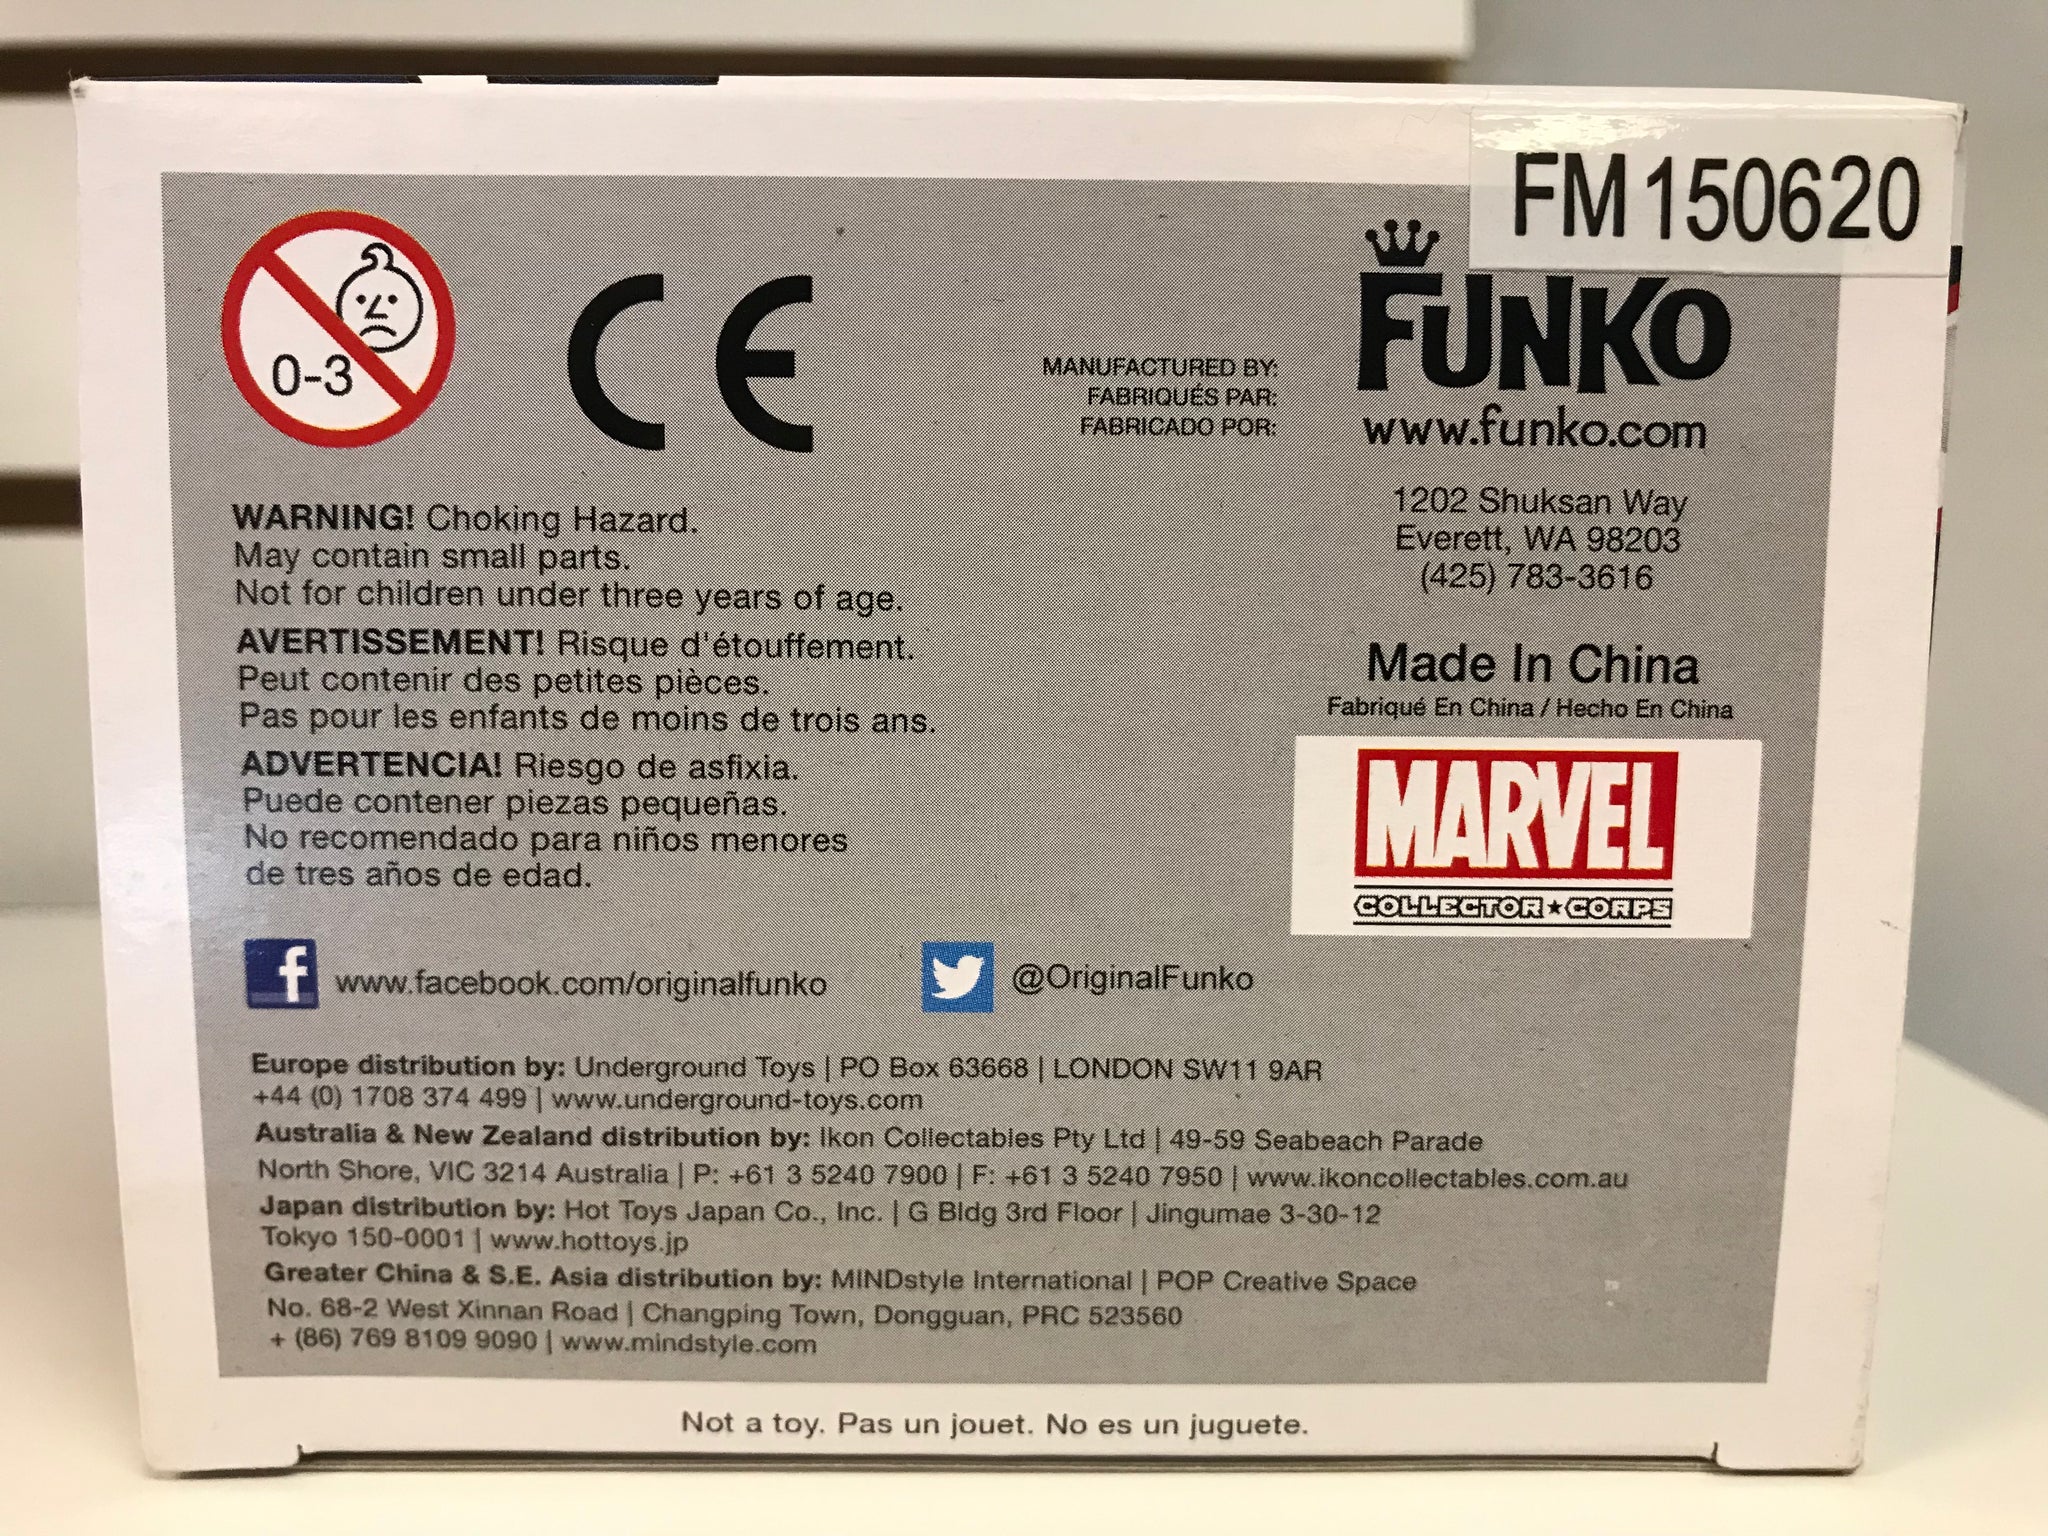 FM 150620
0-3
CE
MANUFACTURED BY:
FABRIQUÉS PAR:
FABRICADO POR:
FUNKO
www.funko.com
1202 Shuksan Way
Everett, WA 98203
(425) 783-3616
Made In China
Fabriqué En China / Hecho En China
MARVEL
COLLECTOR★CORPS
WARNING! Choking Hazard.
May contain small parts.
Not for children under three years of age.
AVERTISSEMENT! Risque d'étouffement.
Peut contenir des petites pièces.
Pas pour les enfants de moins de trois ans.
ADVERTENCIA! Riesgo de asfixia.
Puede contener piezas pequeñas.
No recomendado para niños menores
de tres años de edad.
f www.facebook.com/originalfunko
@OriginalFunko
Europe distribution by: Underground Toys | PO Box 63668 | LONDON SW11 9AR
+44 (0) 1708 374 499 | www.underground-toys.com
Australia & New Zealand distribution by: Ikon Collectables Pty Ltd | 49-59 Seabeach Parade
North Shore, VIC 3214 Australia | P: +61 3 5240 7900 | F: +61 3 5240 7950 | www.ikoncollectables.com.au
Japan distribution by: Hot Toys Japan Co., Inc. | G Bldg 3rd Floor | Jingumae 3-30-12
Tokyo 150-0001 | www.hottoys.jp
Greater China & S.E. Asia distribution by: MINDstyle International | POP Creative Space
No. 68-2 West Xinnan Road | Changping Town, Dongguan, PRC 523560
+ (86) 769 8109 9090 | www.mindstyle.com
Not a toy. Pas un jouet. No es un juguete.